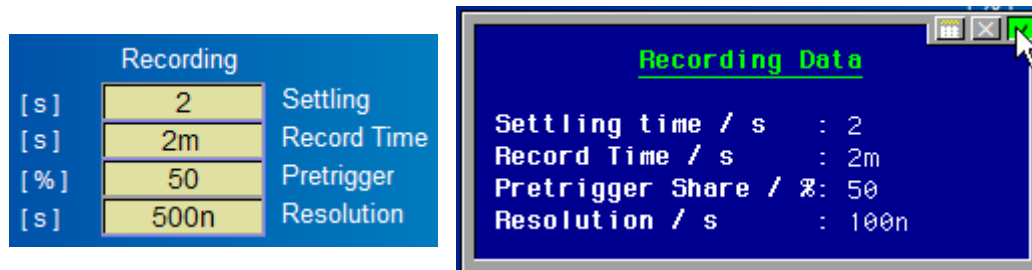 Recording
[s] 2 Settling
[s] 2m Record Time
[%] 50 Pretrigger
[s] 500n Resolution
Recording Data
Settling time / s : 2
Record Time / s : 2m
Pretrigger Share / %: 50
Resolution / s : 100n